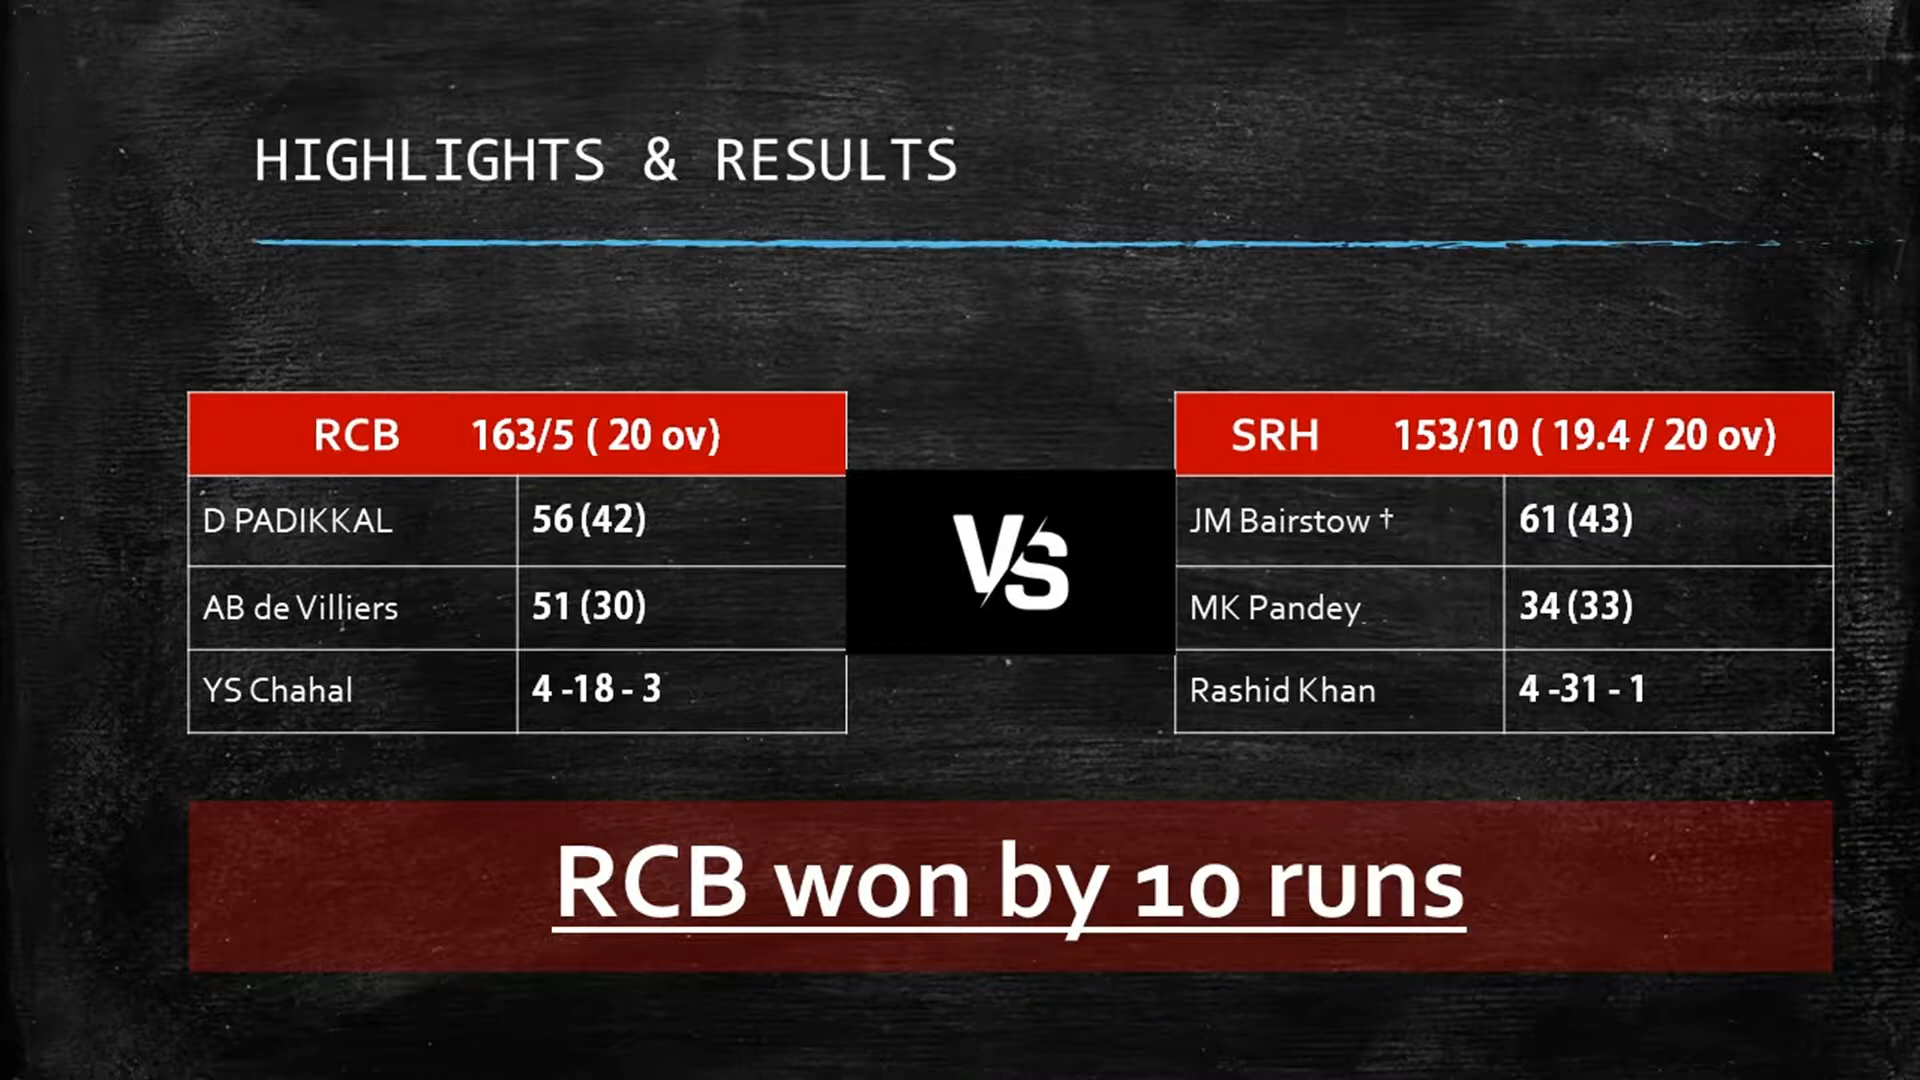 HIGHLIGHTS & RESULTS
RCB 163/5 ( 20 ov)
D PADIKKAL 56 (42)
AB de Villiers 51 (30)
YS Chahal 4 -18 - 3
VS
SRH 153/10 ( 19.4 / 20 ov)
JM Bairstow † 61 (43)
MK Pandey 34 (33)
Rashid Khan 4 -31 - 1
RCB won by 10 runs